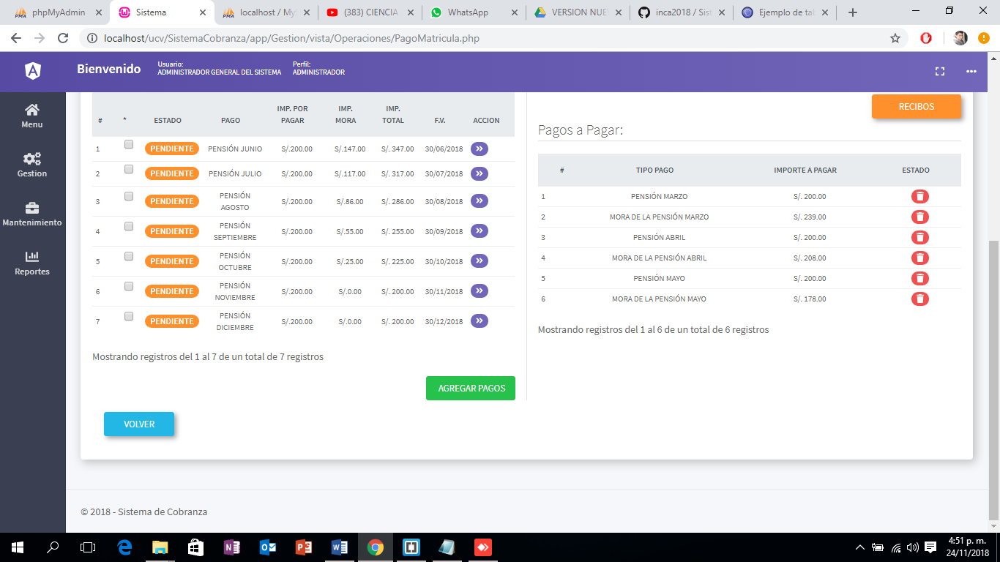 phpMyAdmin
Sistema
localhost / My
(383) CIENCIA
WhatsApp
VERSION NUE
inca2018 / Sis
Ejemplo de ta
localhost/ucv/SistemaCobranza/app/Gestion/vista/Operaciones/PagoMatricula.php
Bienvenido
Usuario:
ADMINISTRADOR GENERAL DEL SISTEMA
Perfil:
ADMINISTRADOR
Menu
Gestion
Mantenimiento
Reportes
# * ESTADO PAGO IMP. POR PAGAR IMP. MORA IMP. TOTAL F.V. ACCION
1 PENDIENTE PENSIÓN JUNIO S/.200.00 S/.147.00 S/. 347.00 30/06/2018
2 PENDIENTE PENSIÓN JULIO S/.200.00 S/.117.00 S/. 317.00 30/07/2018
3 PENDIENTE PENSIÓN AGOSTO S/.200.00 S/.86.00 S/. 286.00 30/08/2018
4 PENDIENTE PENSIÓN SEPTIEMBRE S/.200.00 S/.55.00 S/. 255.00 30/09/2018
5 PENDIENTE PENSIÓN OCTUBRE S/.200.00 S/.25.00 S/. 225.00 30/10/2018
6 PENDIENTE PENSIÓN NOVIEMBRE S/.200.00 S/.0.00 S/. 200.00 30/11/2018
7 PENDIENTE PENSIÓN DICIEMBRE S/.200.00 S/.0.00 S/. 200.00 30/12/2018
Mostrando registros del 1 al 7 de un total de 7 registros
AGREGAR PAGOS
VOLVER
RECIBOS
Pagos a Pagar:
# TIPO PAGO IMPORTE A PAGAR ESTADO
1 PENSIÓN MARZO S/. 200.00
2 MORA DE LA PENSIÓN MARZO S/. 239.00
3 PENSIÓN ABRIL S/. 200.00
4 MORA DE LA PENSIÓN ABRIL S/. 208.00
5 PENSIÓN MAYO S/. 200.00
6 MORA DE LA PENSIÓN MAYO S/. 178.00
Mostrando registros del 1 al 6 de un total de 6 registros
© 2018 - Sistema de Cobranza
4:51 p. m.
24/11/2018